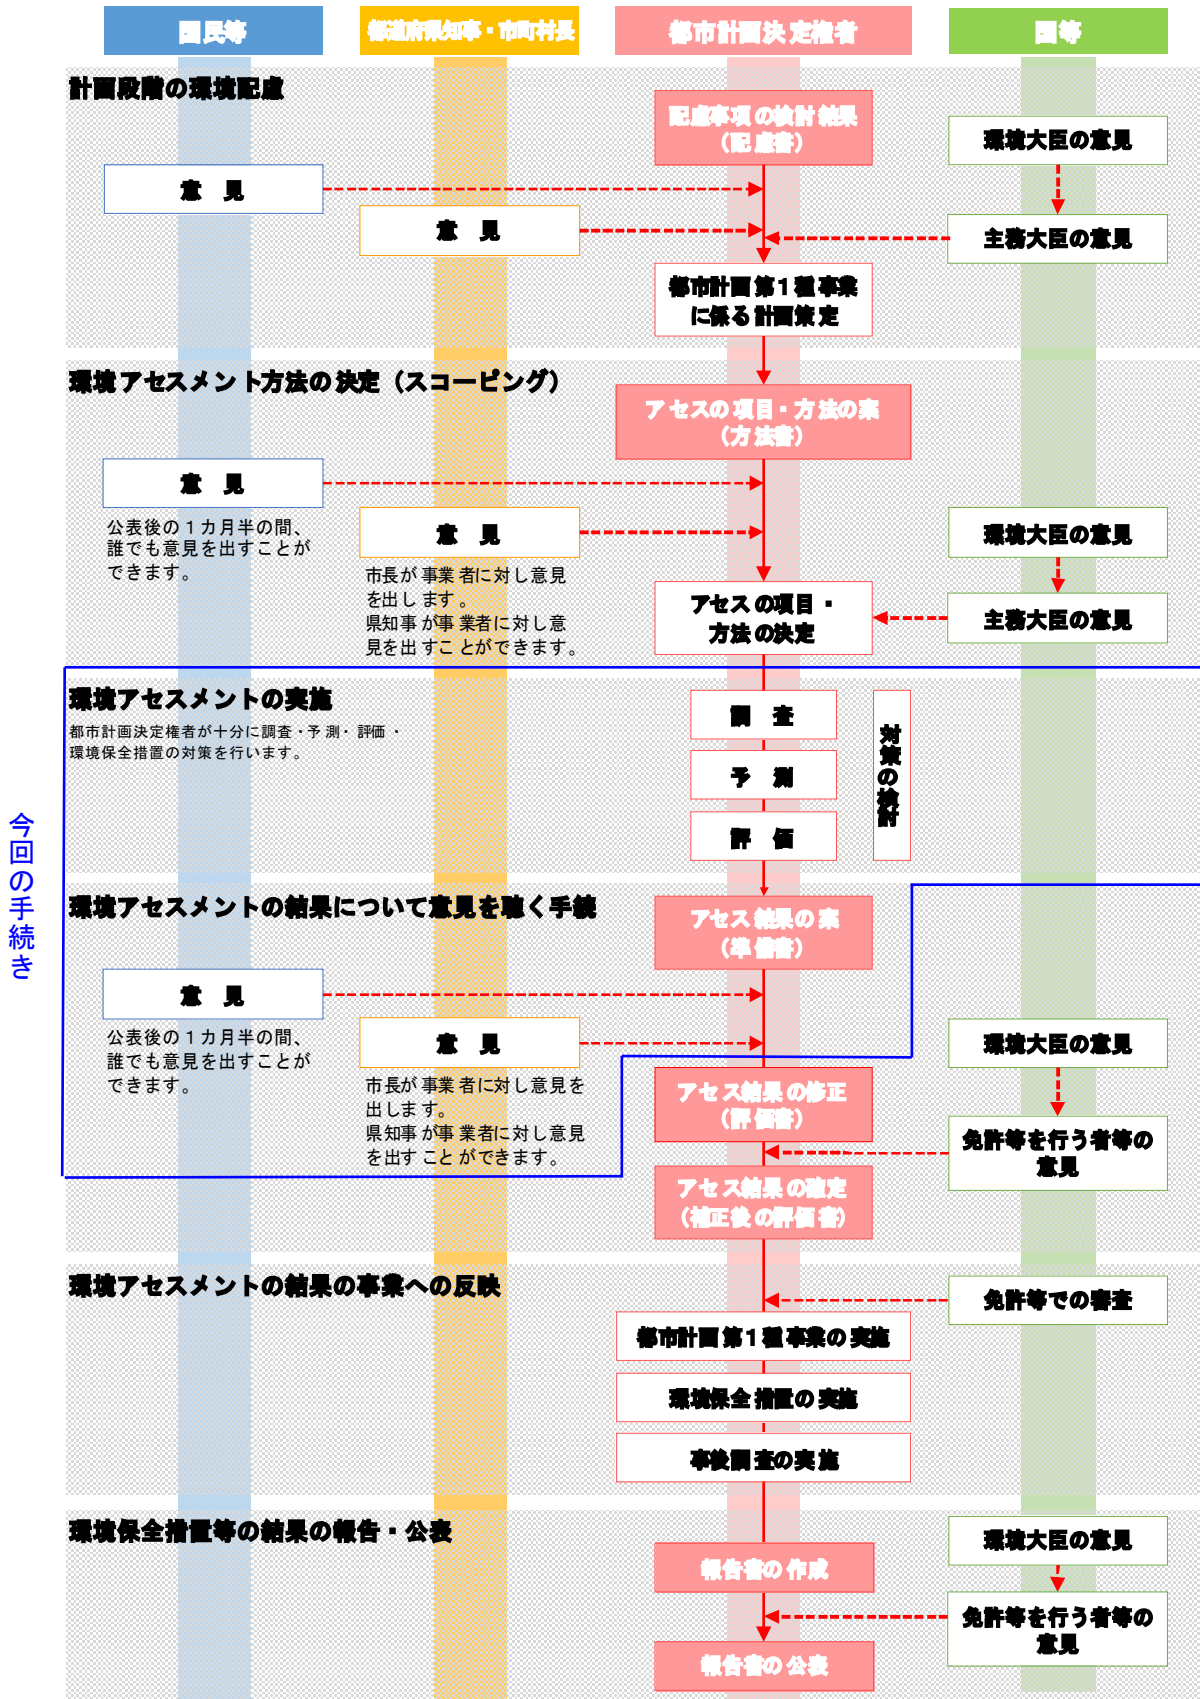 国民等
都道府県知事・市町村長
都市計画決定権者
国等
計画段階の環境配慮
配慮事項の検討結果
（配慮書）
環境大臣の意見
意　見
意　見
主務大臣の意見
都市計画第１種事業
に係る計画策定
環境アセスメント方法の決定（スコーピング）
アセスの項目・方法の案
（方法書）
意　見
公表後の１カ月半の間、
誰でも意見を出すことが
できます。
意　見
市長が事業者に対し意見
を出します。
県知事が事業者に対し意
見を出すことができます。
環境大臣の意見
アセスの項目・
方法の決定
主務大臣の意見
今回の手続き
環境アセスメントの実施
都市計画決定権者が十分に調査・予測・評価・
環境保全措置の対策を行います。
調　査
予　測
評　価
対策の検討
環境アセスメントの結果について意見を聴く手続
アセス結果の案
（準備書）
意　見
公表後の１カ月半の間、
誰でも意見を出すことが
できます。
意　見
市長が事業者に対し意見を
出します。
県知事が事業者に対し意見
を出すことができます。
環境大臣の意見
アセス結果の修正
（評価書）
免許等を行う者等の
意見
アセス結果の確定
（補正後の評価書）
環境アセスメントの結果の事業への反映
免許等での審査
都市計画第１種事業の実施
環境保全措置の実施
事後調査の実施
環境保全措置等の結果の報告・公表
環境大臣の意見
報告書の作成
免許等を行う者等の
意見
報告書の公表